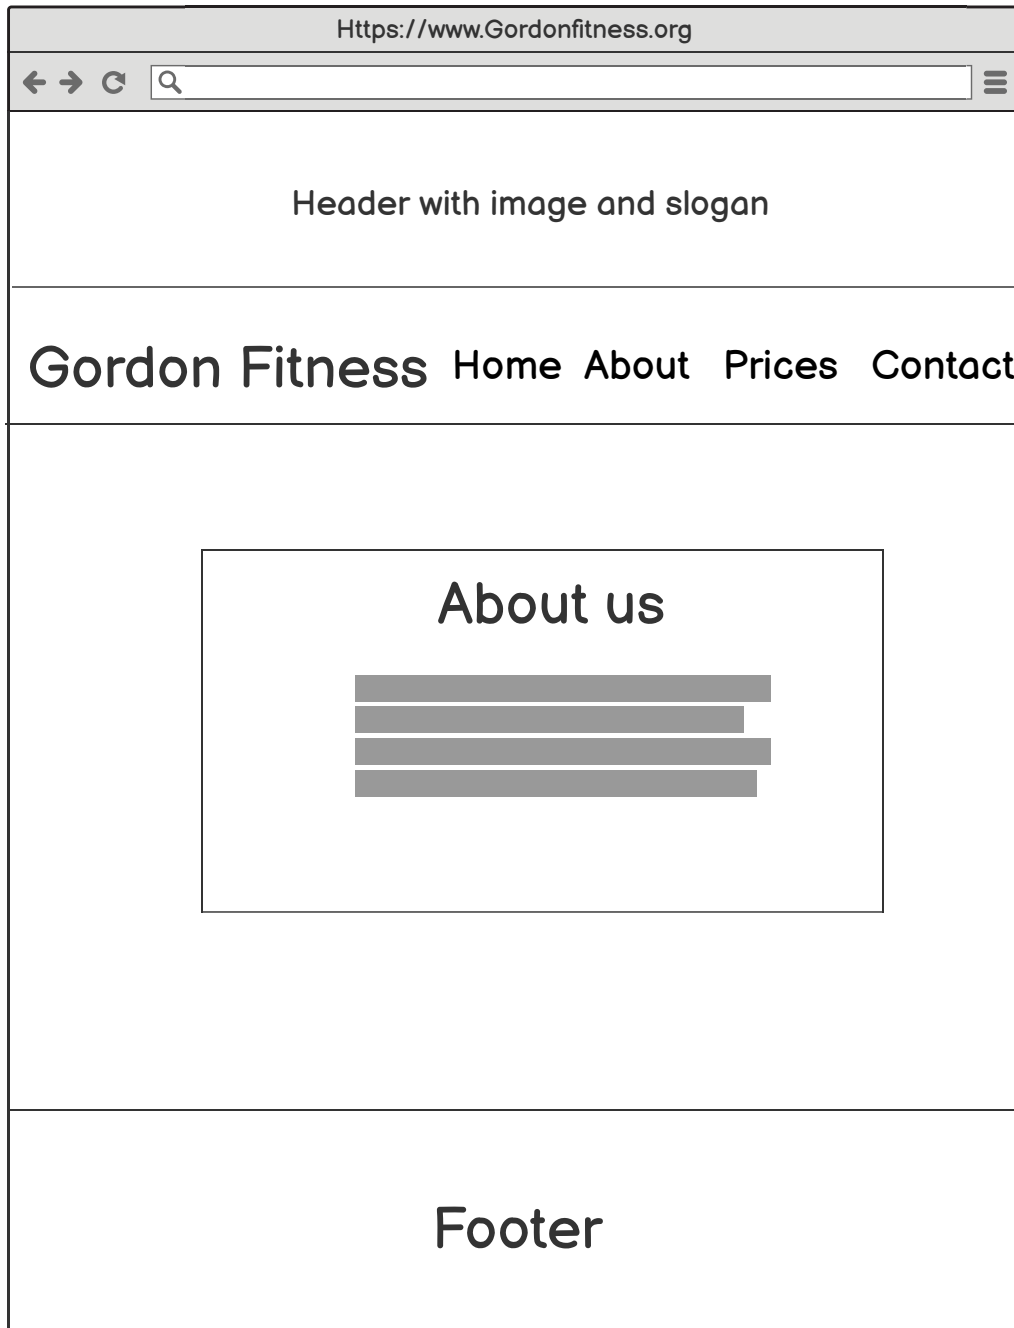 Https://www.Gordonfitness.org
Header with image and slogan
Gordon Fitness Home About Prices Contact
About us
Footer